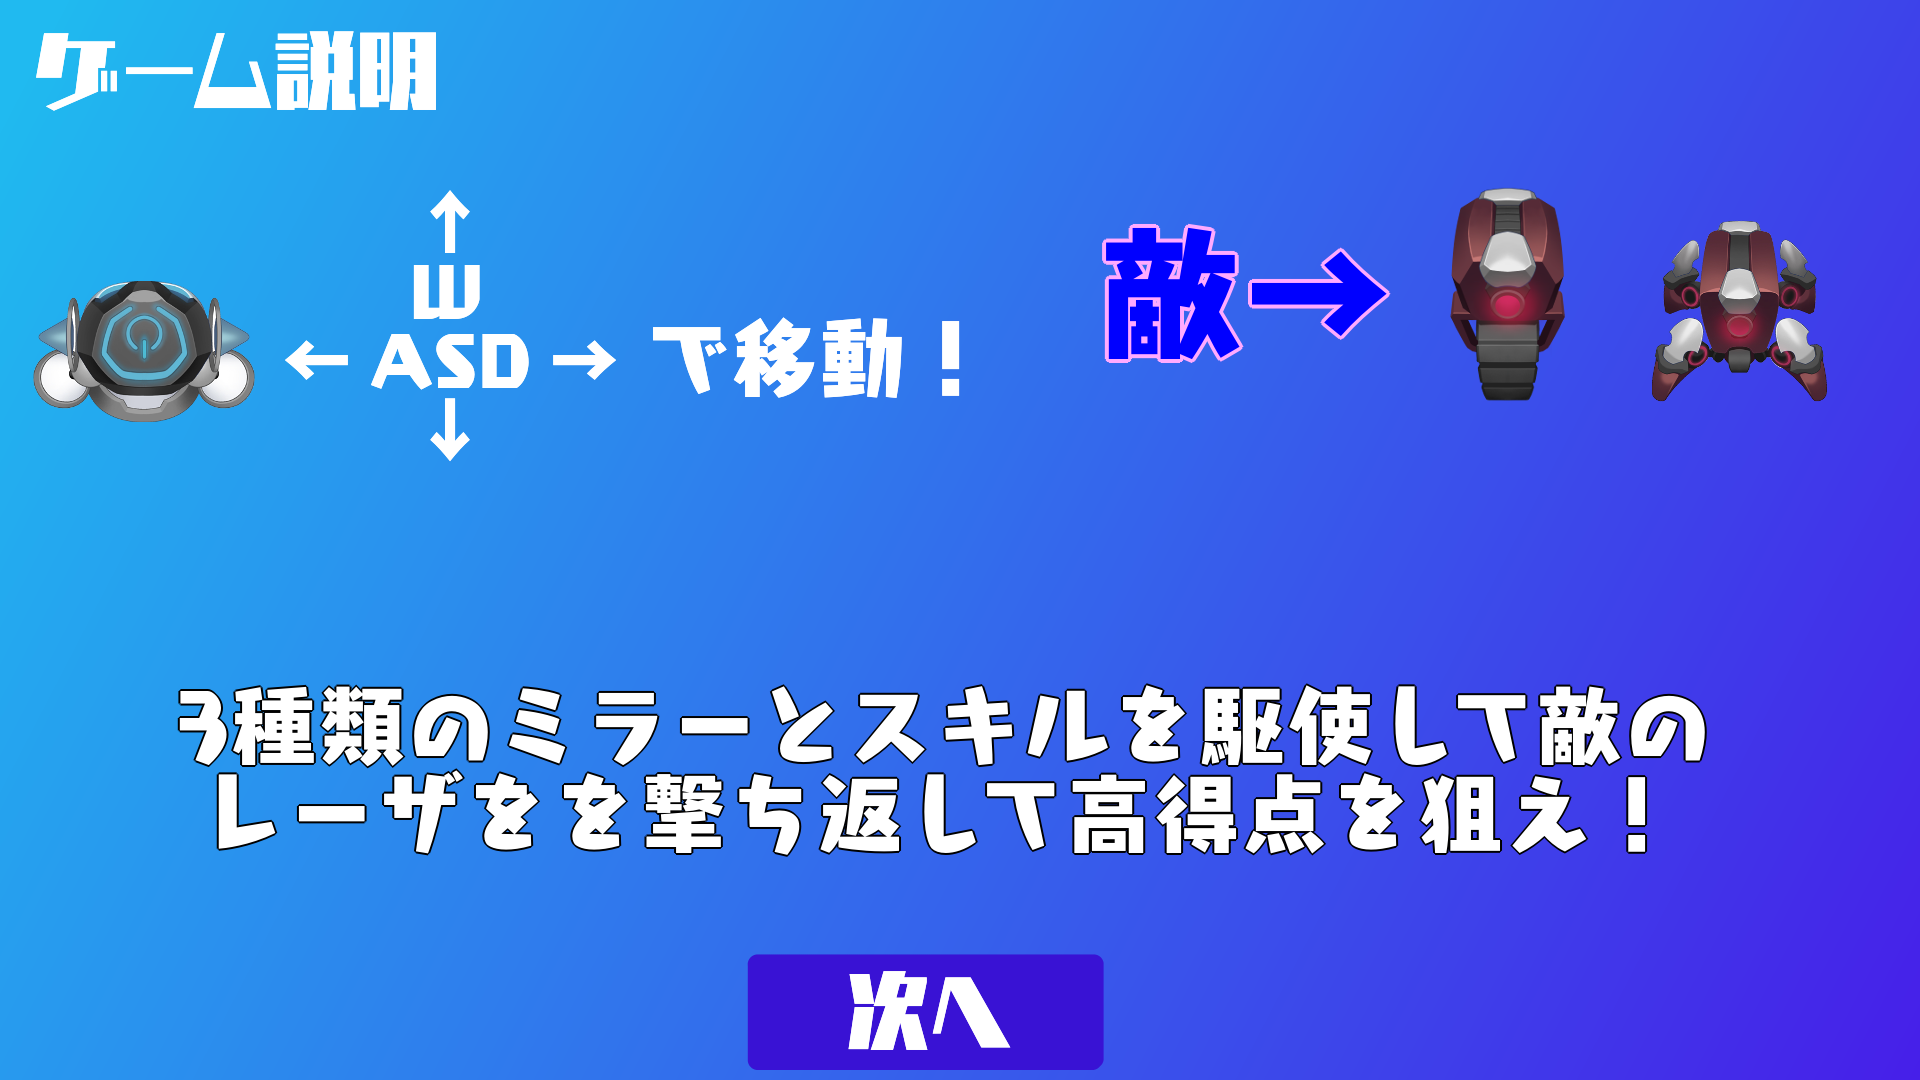 ゲーム説明
↑
W
← ASD → で移動！
↓
敵→
3種類のミラーとスキルを駆使して敵の
レーザをを撃ち返して高得点を狙え！
次へ